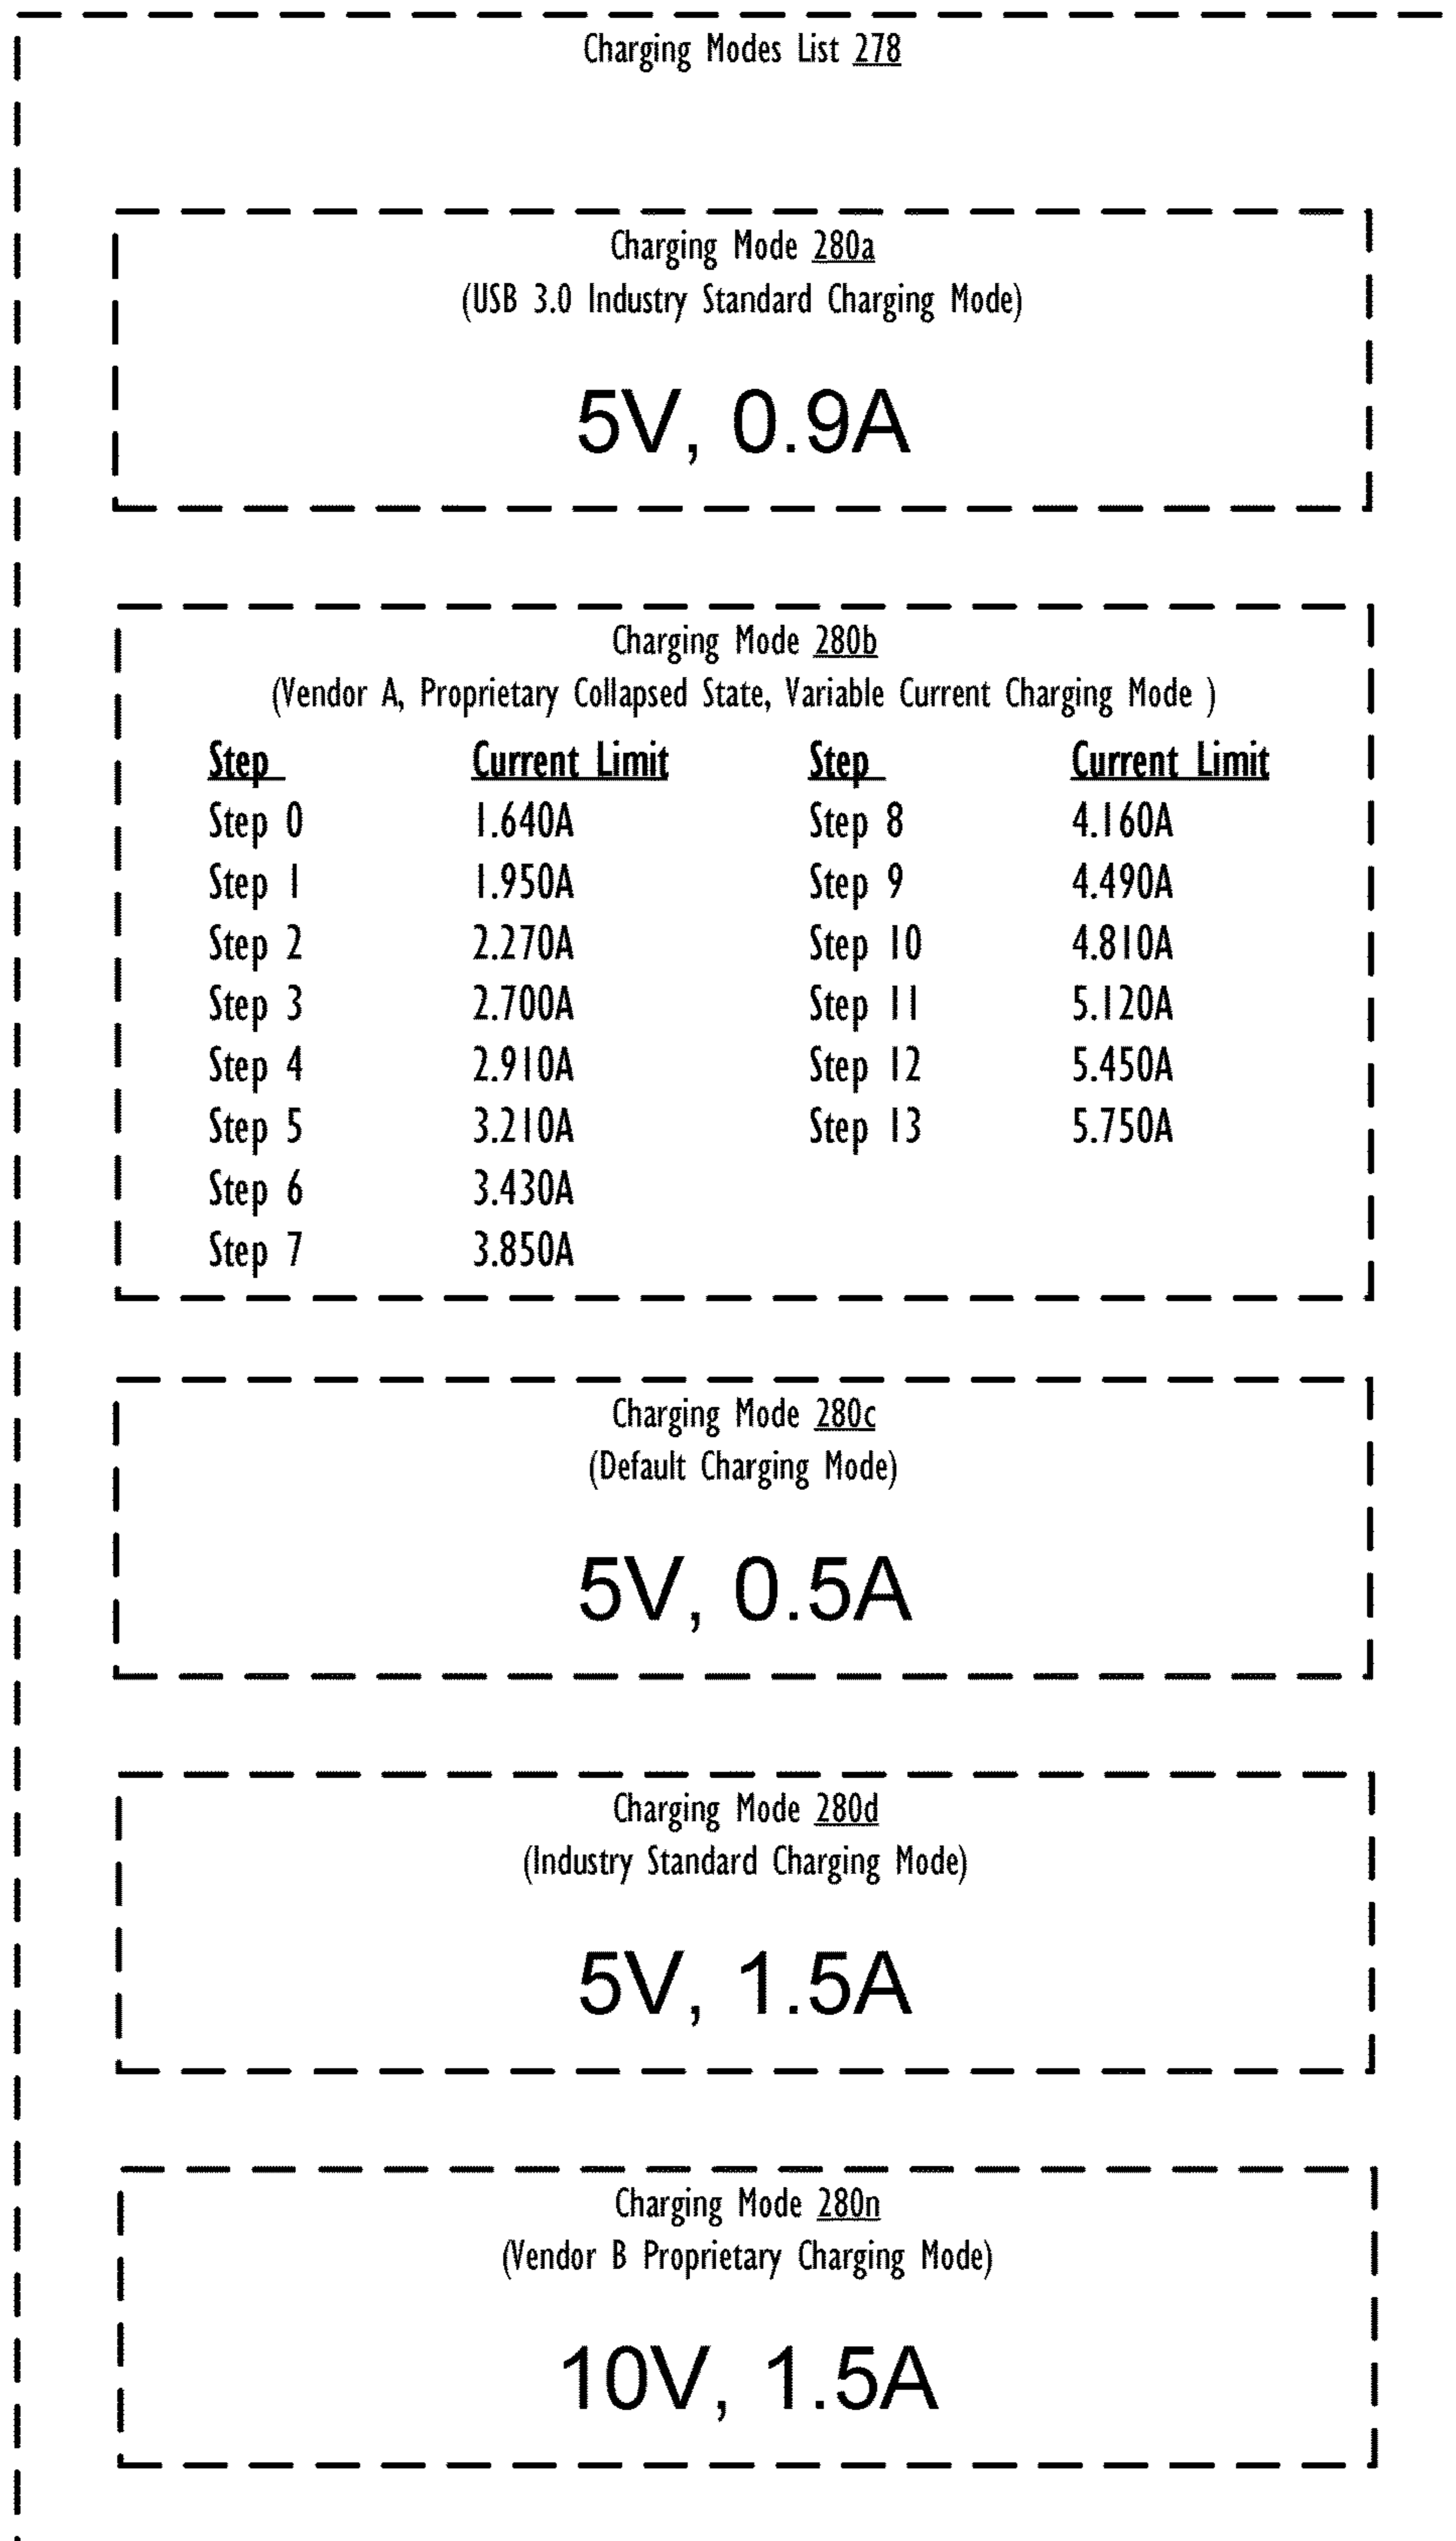 Charging Modes List 278
Charging Mode 280a
(USB 3.0 Industry Standard Charging Mode)
5V, 0.9A
Charging Mode 280b
(Vendor A, Proprietary Collapsed State, Variable Current Charging Mode )
Step Current Limit Step Current Limit
Step 0 1.640A Step 8 4.160A
Step 1 1.950A Step 9 4.490A
Step 2 2.270A Step 10 4.810A
Step 3 2.700A Step 11 5.120A
Step 4 2.910A Step 12 5.450A
Step 5 3.210A Step 13 5.750A
Step 6 3.430A
Step 7 3.850A
Charging Mode 280c
(Default Charging Mode)
5V, 0.5A
Charging Mode 280d
(Industry Standard Charging Mode)
5V, 1.5A
Charging Mode 280n
(Vendor B Proprietary Charging Mode)
10V, 1.5A